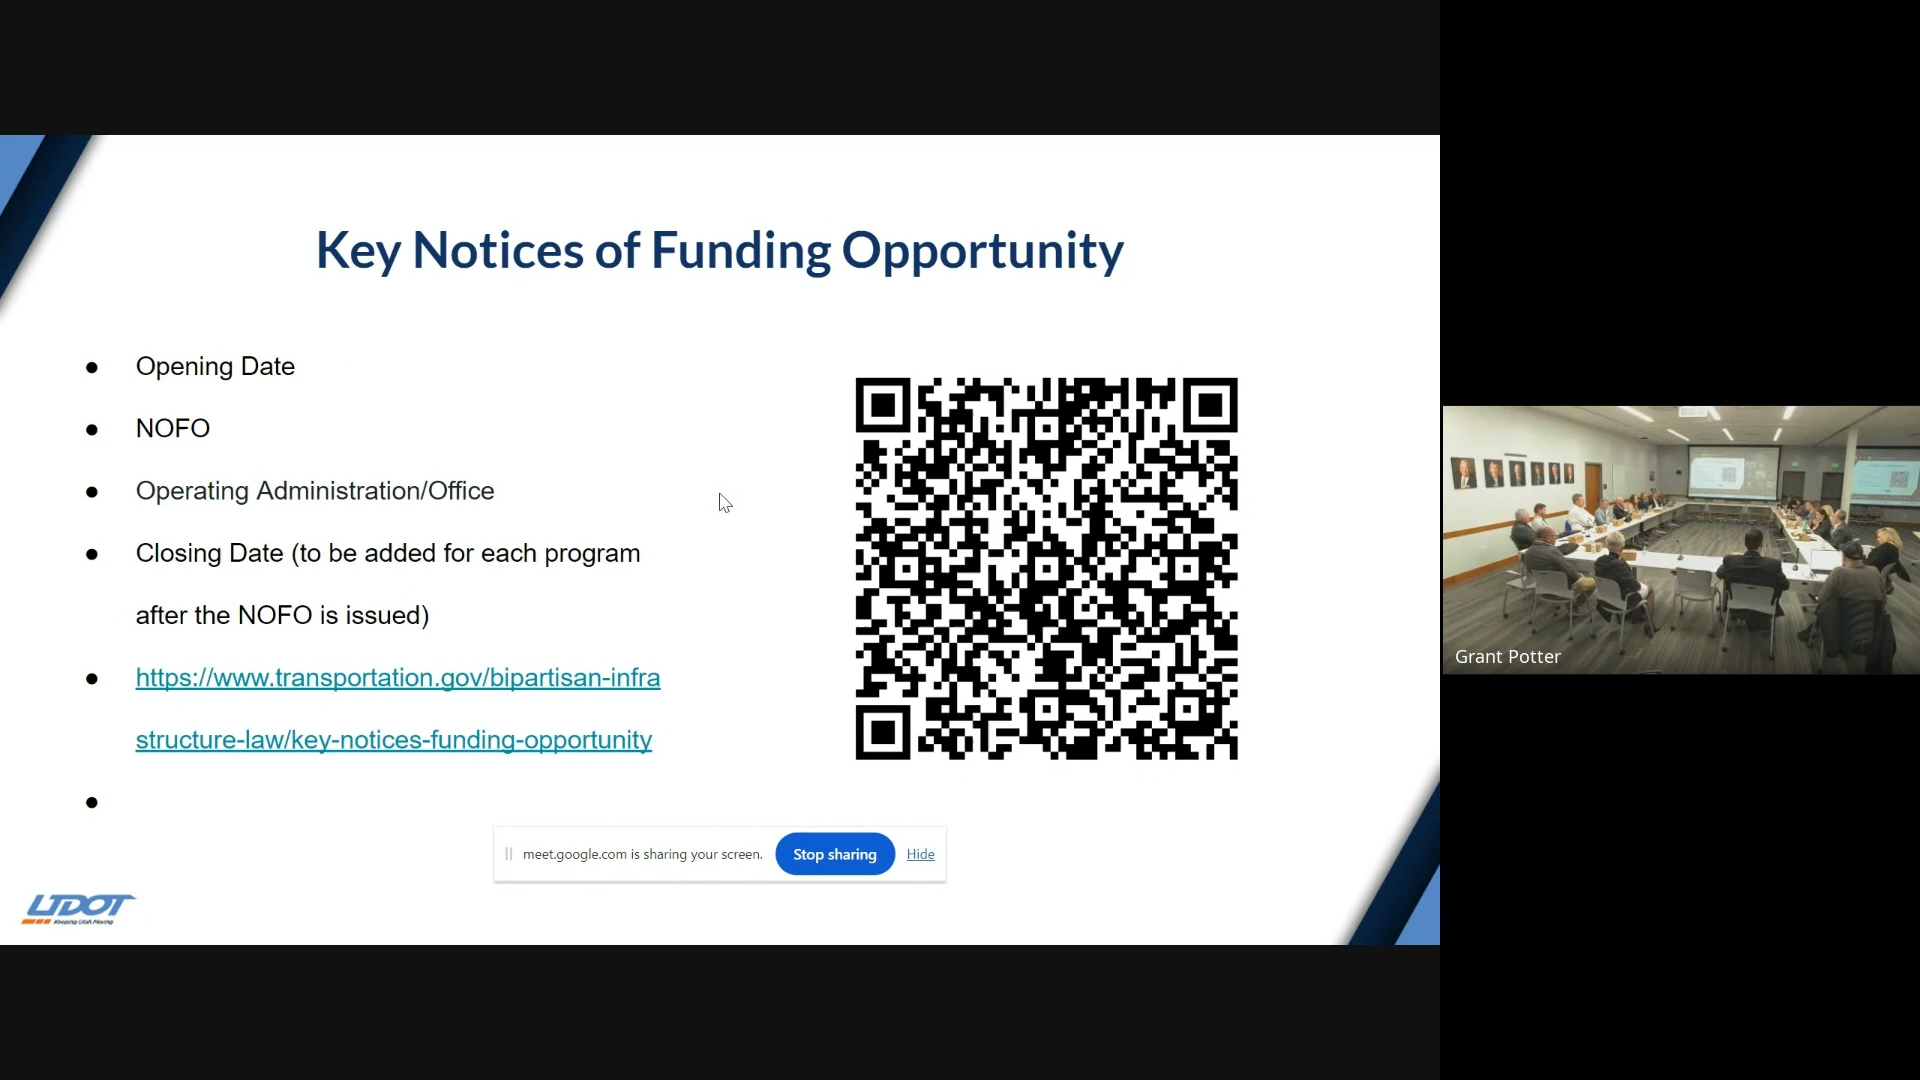 Key Notices of Funding Opportunity
● Opening Date
● NOFO
● Operating Administration/Office
● Closing Date (to be added for each program
after the NOFO is issued)
● https://www.transportation.gov/bipartisan-infra
structure-law/key-notices-funding-opportunity
●
meet.google.com is sharing your screen. Stop sharing Hide
UDOT
Keeping Utah Moving
Grant Potter